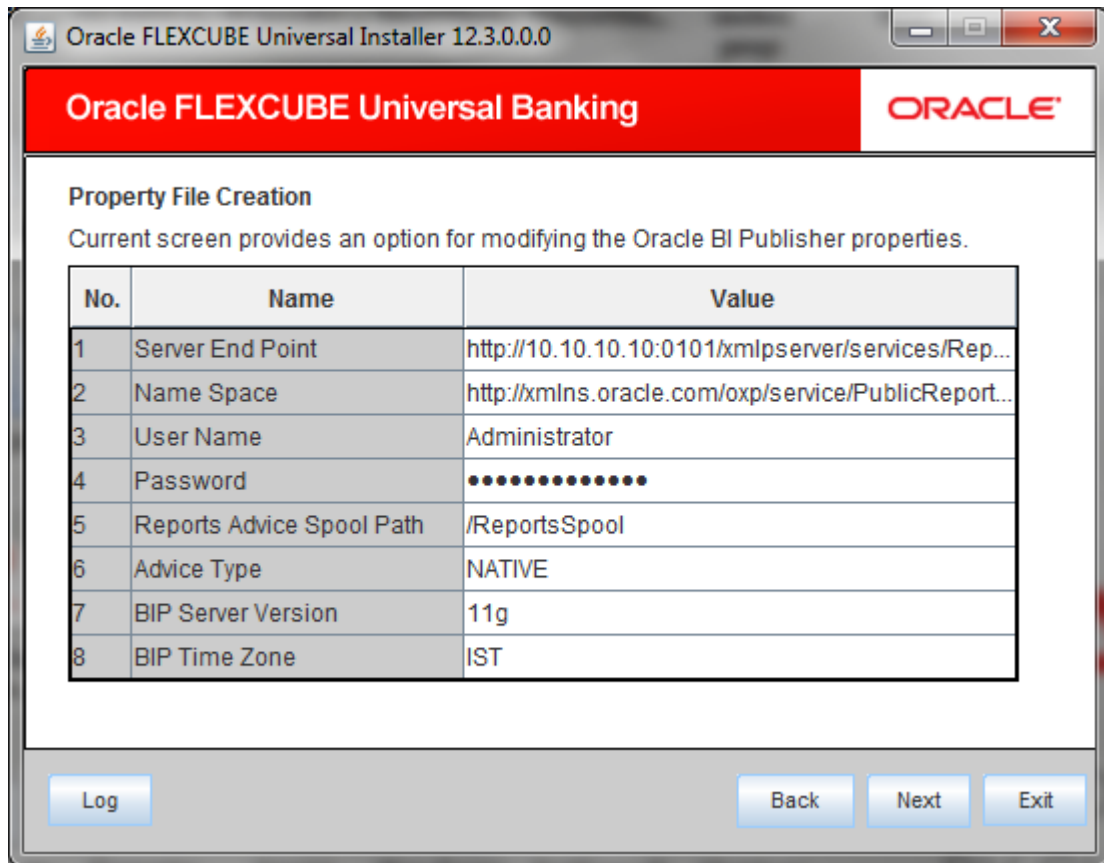 Oracle FLEXCUBE Universal Installer 12.3.0.0.0
Oracle FLEXCUBE Universal Banking
ORACLE
Property File Creation
Current screen provides an option for modifying the Oracle BI Publisher properties.
No. Name Value
1 Server End Point http://10.10.10.10:0101/xmlpserver/services/Rep...
2 Name Space http://xmlns.oracle.com/oxp/service/PublicReport...
3 User Name Administrator
4 Password •••••••••••••
5 Reports Advice Spool Path /ReportsSpool
6 Advice Type NATIVE
7 BIP Server Version 11g
8 BIP Time Zone IST
Log Back Next Exit